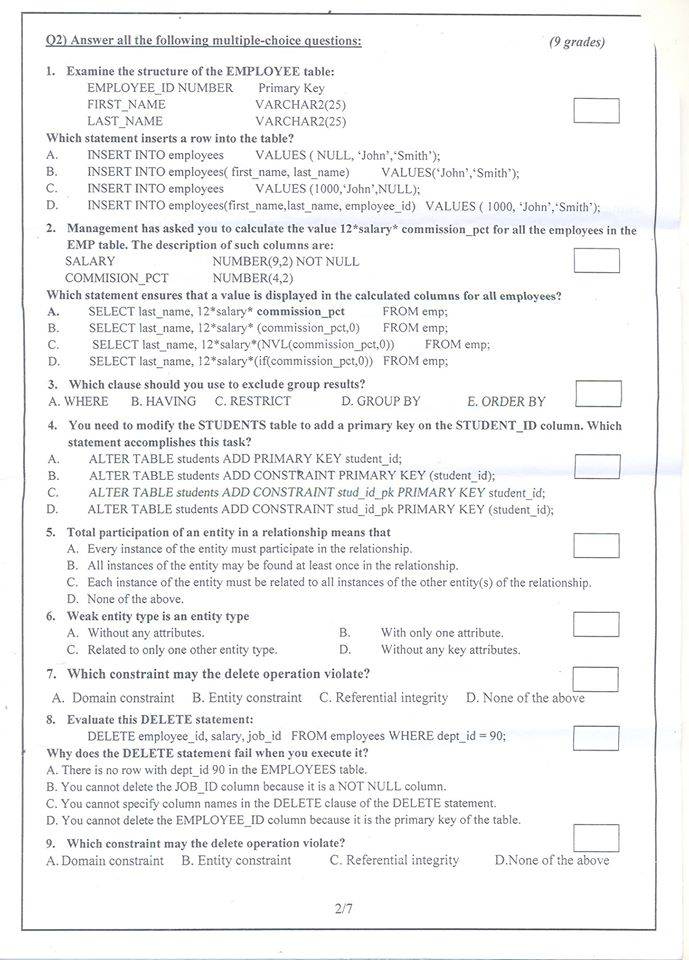 Q2) Answer all the following multiple-choice questions: (9 grades)
1. Examine the structure of the EMPLOYEE table:
EMPLOYEE_ID NUMBER Primary Key
FIRST_NAME VARCHAR2(25)
LAST_NAME VARCHAR2(25)
Which statement inserts a row into the table?
A. INSERT INTO employees VALUES ( NULL, 'John','Smith');
B. INSERT INTO employees( first_name, last_name) VALUES('John','Smith');
C. INSERT INTO employees VALUES (1000,'John',NULL);
D. INSERT INTO employees(first_name,last_name, employee_id) VALUES ( 1000, 'John','Smith');
2. Management has asked you to calculate the value 12*salary* commission_pct for all the employees in the
EMP table. The description of such columns are:
SALARY NUMBER(9,2) NOT NULL
COMMISION_PCT NUMBER(4,2)
Which statement ensures that a value is displayed in the calculated columns for all employees?
A. SELECT last_name, 12*salary* commission_pct FROM emp;
B. SELECT last_name, 12*salary* (commission_pct,0) FROM emp;
C. SELECT last_name, 12*salary*(NVL(commission_pct,0)) FROM emp;
D. SELECT last_name, 12*salary*(if(commission_pct,0)) FROM emp;
3. Which clause should you use to exclude group results?
A. WHERE B. HAVING C. RESTRICT D. GROUP BY E. ORDER BY
4. You need to modify the STUDENTS table to add a primary key on the STUDENT_ID column. Which
statement accomplishes this task?
A. ALTER TABLE students ADD PRIMARY KEY student_id;
B. ALTER TABLE students ADD CONSTRAINT PRIMARY KEY (student_id);
C. ALTER TABLE students ADD CONSTRAINT stud_id_pk PRIMARY KEY student_id;
D. ALTER TABLE students ADD CONSTRAINT stud_id_pk PRIMARY KEY (student_id);
5. Total participation of an entity in a relationship means that
A. Every instance of the entity must participate in the relationship.
B. All instances of the entity may be found at least once in the relationship.
C. Each instance of the entity must be related to all instances of the other entity(s) of the relationship.
D. None of the above.
6. Weak entity type is an entity type
A. Without any attributes. B. With only one attribute.
C. Related to only one other entity type. D. Without any key attributes.
7. Which constraint may the delete operation violate?
A. Domain constraint B. Entity constraint C. Referential integrity D. None of the above
8. Evaluate this DELETE statement:
DELETE employee_id, salary, job_id FROM employees WHERE dept_id = 90;
Why does the DELETE statement fail when you execute it?
A. There is no row with dept_id 90 in the EMPLOYEES table.
B. You cannot delete the JOB_ID column because it is a NOT NULL column.
C. You cannot specify column names in the DELETE clause of the DELETE statement.
D. You cannot delete the EMPLOYEE_ID column because it is the primary key of the table.
9. Which constraint may the delete operation violate?
A. Domain constraint B. Entity constraint C. Referential integrity D.None of the above
2/7